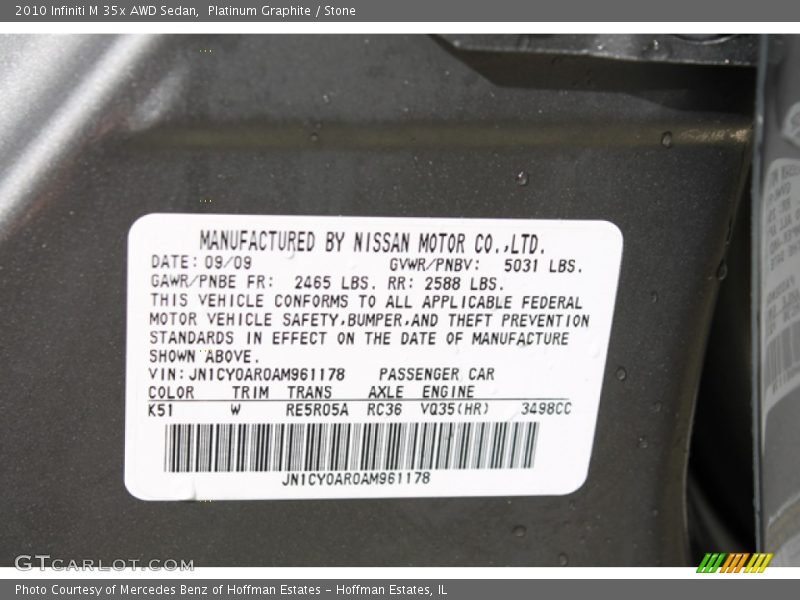 2010 Infiniti M 35x AWD Sedan, Platinum Graphite / Stone
MANUFACTURED BY NISSAN MOTOR CO.,LTD.
DATE: 09/09 GVWR/PNBV: 5031 LBS.
GAWR/PNBE FR: 2465 LBS. RR: 2588 LBS.
THIS VEHICLE CONFORMS TO ALL APPLICABLE FEDERAL
MOTOR VEHICLE SAFETY,BUMPER,AND THEFT PREVENTION
STANDARDS IN EFFECT ON THE DATE OF MANUFACTURE
SHOWN ABOVE.
VIN: JN1CY0AR0AM961178 PASSENGER CAR
COLOR TRIM TRANS AXLE ENGINE
K51 W RE5R05A RC36 VQ35(HR) 3498CC
JN1CY0AR0AM961178
GTCARLOT.COM
Photo Courtesy of Mercedes Benz of Hoffman Estates - Hoffman Estates, IL